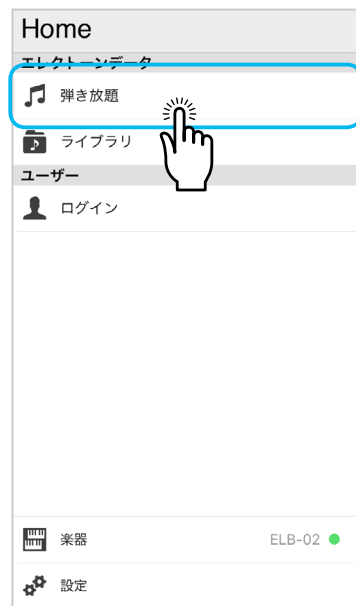 Home
エレクトーンデータ
弾き放題
ライブラリ
ユーザー
ログイン
楽器 ELB-02
設定